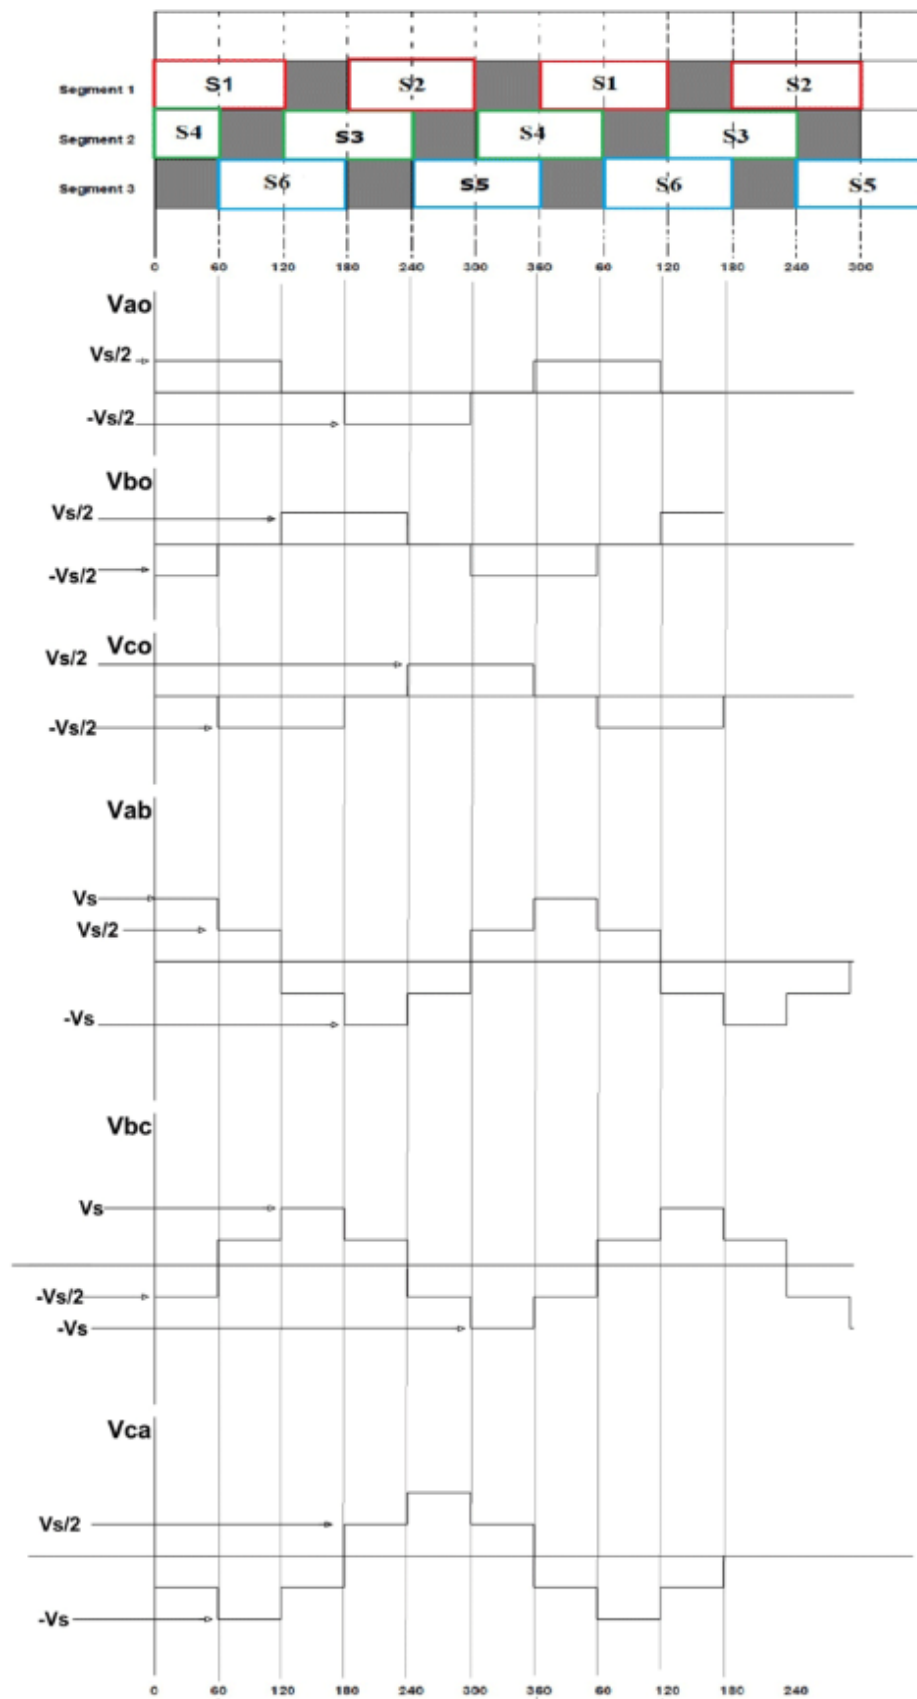 Segment 1 S1 S2 S1 S2
Segment 2 S4 S3 S4 S3
Segment 3 S6 S5 S6 S5
0 60 120 180 240 300 360 60 120 180 240 300
Vao
Vs/2
-Vs/2
Vbo
Vs/2
-Vs/2
Vco
Vs/2
-Vs/2
Vab
Vs
Vs/2
-Vs
Vbc
Vs
-Vs/2
-Vs
Vca
Vs/2
-Vs
0 60 120 180 240 300 360 60 120 180 240